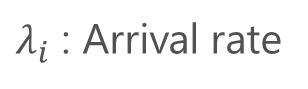 λᵢ : Arrival rate